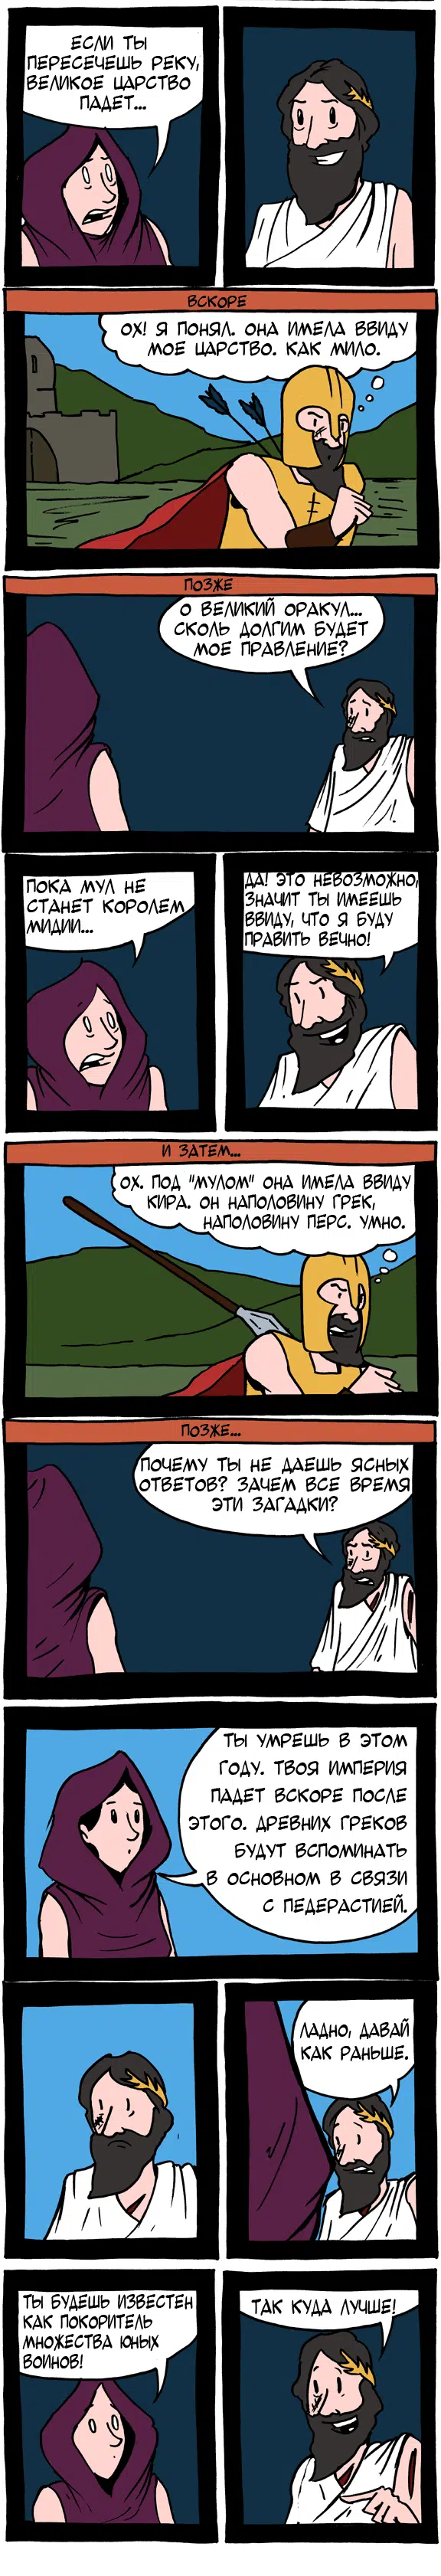 ЕСЛИ ТЫ
ПЕРЕСЕЧЕШЬ РЕКУ,
ВЕЛИКОЕ ЦАРСТВО
ПАДЕТ...
ВСКОРЕ
ОХ! Я ПОНЯЛ. ОНА ИМЕЛА ВВИДУ
МОЕ ЦАРСТВО. КАК МИЛО.
ПОЗЖЕ
О ВЕЛИКИЙ ОРАКУЛ...
СКОЛЬ ДОЛГИМ БУДЕТ
МОЕ ПРАВЛЕНИЕ?
ПОКА МУЛ НЕ
СТАНЕТ КОРОЛЕМ
МИДИИ...
ДА! ЭТО НЕВОЗМОЖНО,
ЗНАЧИТ ТЫ ИМЕЕШЬ
ВВИДУ, ЧТО Я БУДУ
ПРАВИТЬ ВЕЧНО!
И ЗАТЕМ...
ОХ. ПОД "МУЛОМ" ОНА ИМЕЛА ВВИДУ
КИРА. ОН НАПОЛОВИНУ ГРЕК,
НАПОЛОВИНУ ПЕРС. УМНО.
ПОЗЖЕ...
ПОЧЕМУ ТЫ НЕ ДАЕШЬ ЯСНЫХ
ОТВЕТОВ? ЗАЧЕМ ВСЕ ВРЕМЯ
ЭТИ ЗАГАДКИ?
ТЫ УМРЕШЬ В ЭТОМ
ГОДУ. ТВОЯ ИМПЕРИЯ
ПАДЕТ ВСКОРЕ ПОСЛЕ
ЭТОГО. ДРЕВНИХ ГРЕКОВ
БУДУТ ВСПОМИНАТЬ
В ОСНОВНОМ В СВЯЗИ
С ПЕДЕРАСТИЕЙ.
ЛАДНО, ДАВАЙ
КАК РАНЬШЕ.
ТЫ БУДЕШЬ ИЗВЕСТЕН
КАК ПОКОРИТЕЛЬ
МНОЖЕСТВА ЮНЫХ
ВОИНОВ!
ТАК КУДА ЛУЧШЕ!